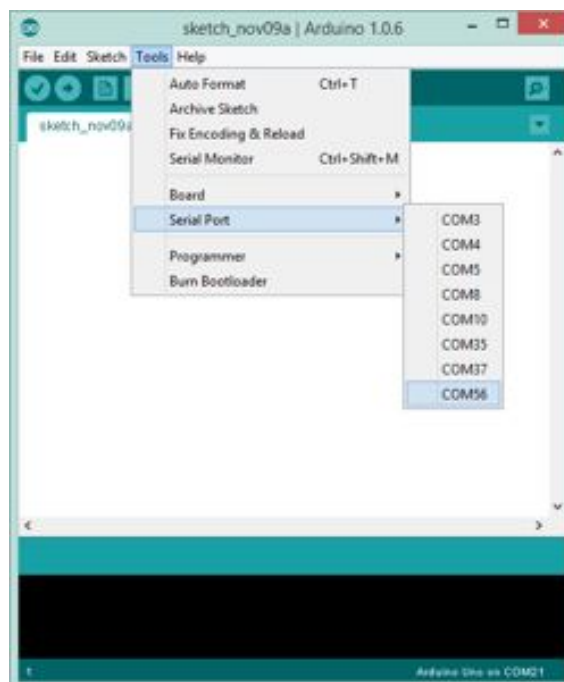 sketch_nov09a | Arduino 1.0.6
File Edit Sketch Tools Help
Auto Format Ctrl+T
Archive Sketch
Fix Encoding & Reload
Serial Monitor Ctrl+Shift+M
Board
Serial Port
Programmer
Burn Bootloader
sketch_nov09a
COM3
COM4
COM5
COM8
COM10
COM35
COM37
COM56
1
Arduino Uno on COM21